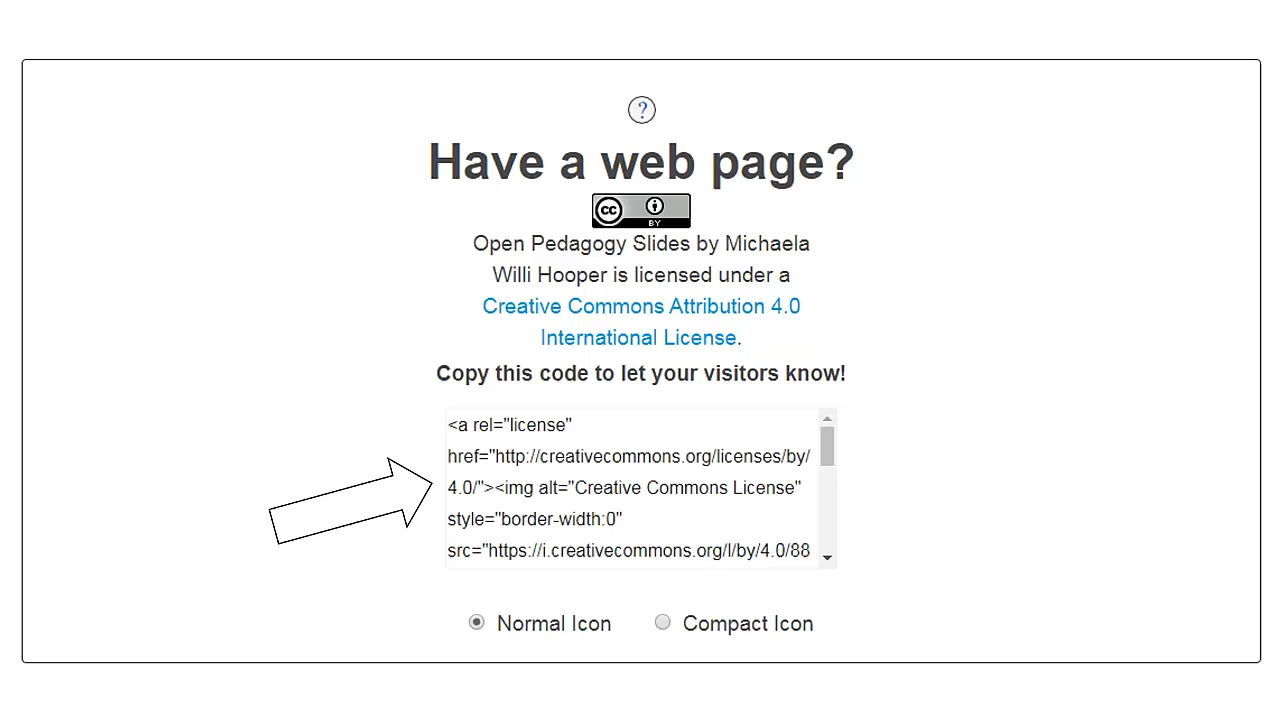 ?
Have a web page?
cc
BY
Open Pedagogy Slides by Michaela
Willi Hooper is licensed under a
Creative Commons Attribution 4.0
International License.
Copy this code to let your visitors know!
<a rel="license"
href="http://creativecommons.org/licenses/by/
4.0/"><img alt="Creative Commons License"
style="border-width:0"
src="https://i.creativecommons.org/l/by/4.0/88
Normal Icon Compact Icon